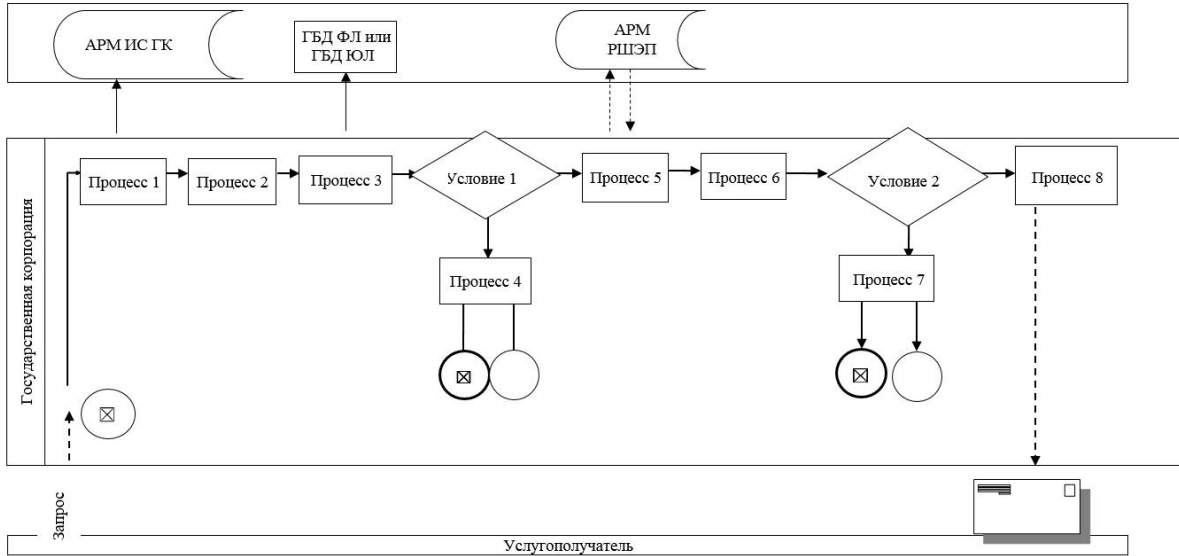 АРМ ИС ГК
ГБД ФЛ или
ГБД ЮЛ
АРМ
РШЭП
Государственная корпорация
Процесс 1
Процесс 2
Процесс 3
Условие 1
Процесс 5
Процесс 6
Условие 2
Процесс 8
Процесс 4
Процесс 7
Запрос
Услугополучатель